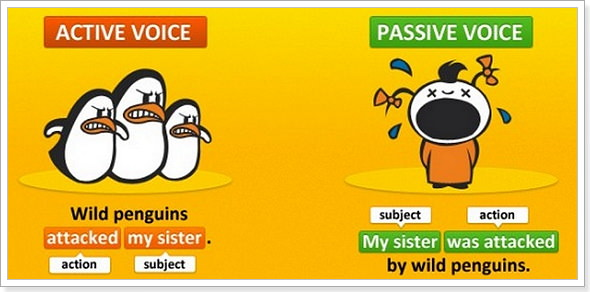 ACTIVE VOICE
Wild penguins
attacked my sister.
action subject
PASSIVE VOICE
subject action
My sister was attacked
by wild penguins.